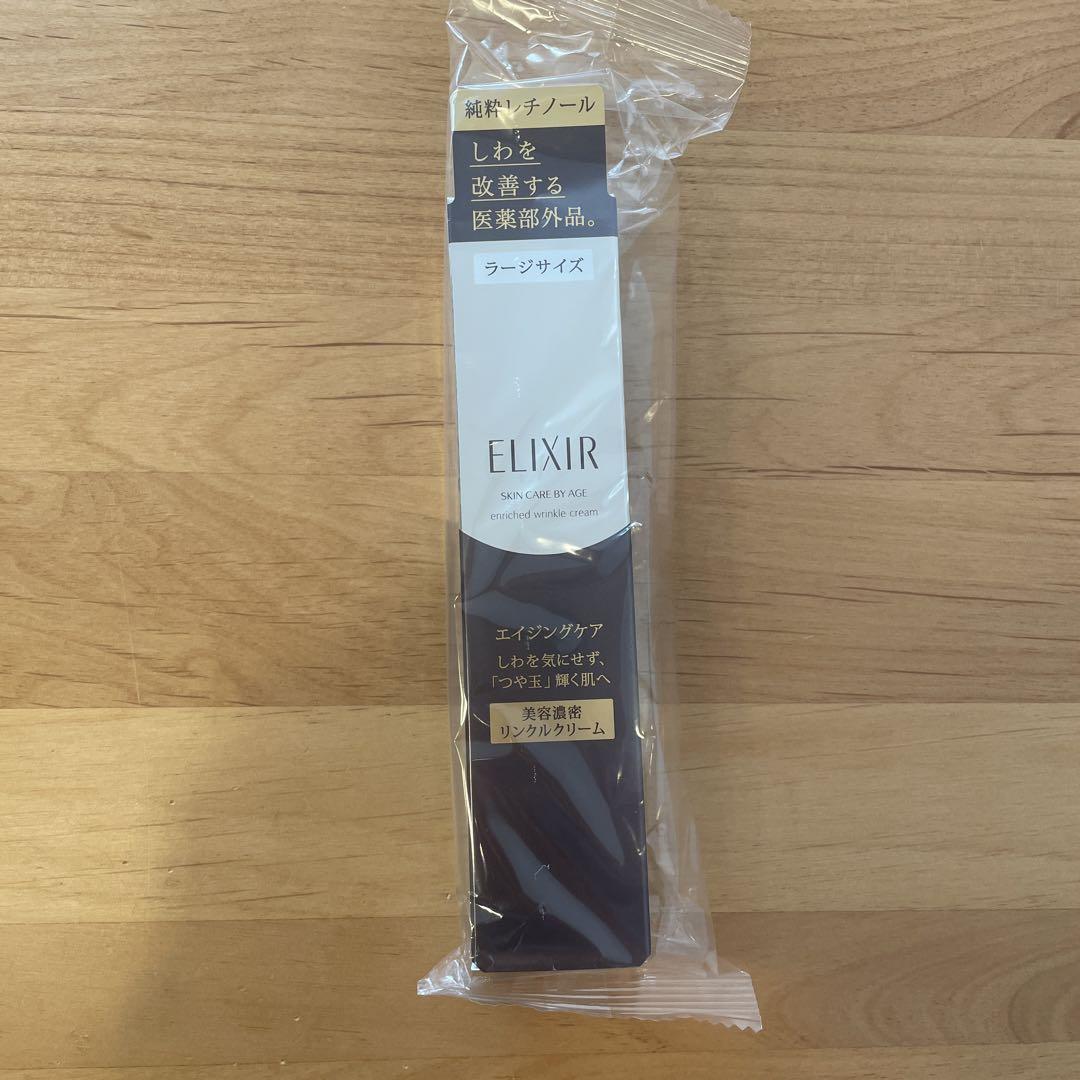 純粋レチノール
しわを
改善する
医薬部外品。
ラージサイズ
ELIXIR
SKIN CARE BY AGE
enriched wrinkle cream
エイジングケア
しわを気にせず、
「つや玉」輝く肌へ
美容濃密
リンクルクリーム